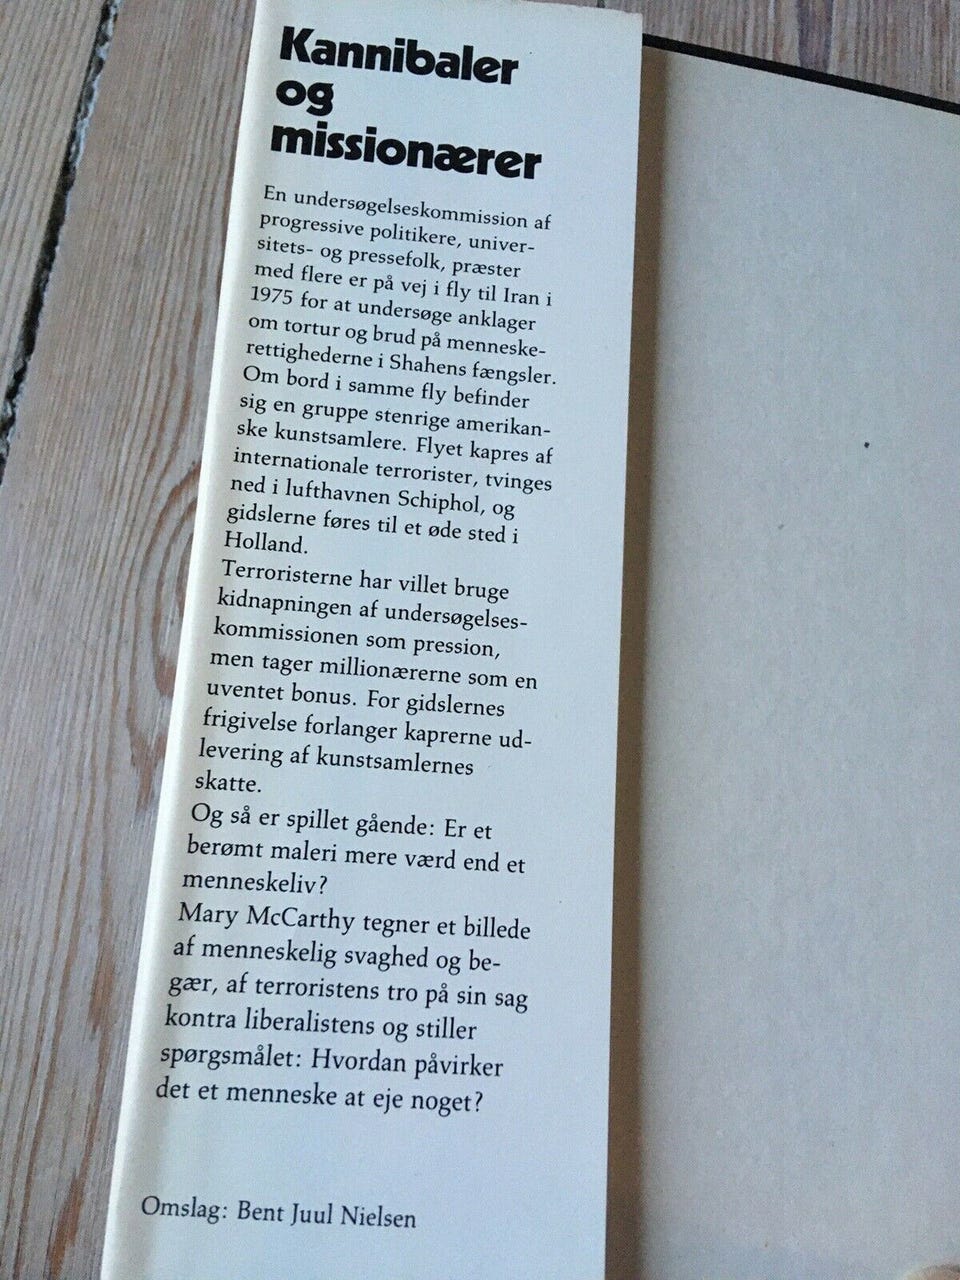 Kannibaler
og
missionærer
En undersøgelseskommission af
progressive politikere, univer-
sitets- og pressefolk, præster
med flere er på vej i fly til Iran i
1975 for at undersøge anklager
om tortur og brud på menneske-
rettighederne i Shahens fængsler.
Om bord i samme fly befinder
sig en gruppe stenrige amerikan-
ske kunstsamlere. Flyet kapres af
internationale terrorister, tvinges
ned i lufthavnen Schiphol, og
gidslerne føres til et øde sted i
Holland.
Terroristerne har villet bruge
kidnapningen af undersøgelses-
kommissionen som pression,
men tager millionærerne som en
uventet bonus. For gidslernes
frigivelse forlanger kaprerne ud-
levering af kunstsamlernes
skatte.
Og så er spillet gående: Er et
berømt maleri mere værd end et
menneskeliv?
Mary McCarthy tegner et billede
af menneskelig svaghed og be-
gær, af terroristens tro på sin sag
kontra liberalistens og stiller
spørgsmålet: Hvordan påvirker
det et menneske at eje noget?
Omslag: Bent Juul Nielsen